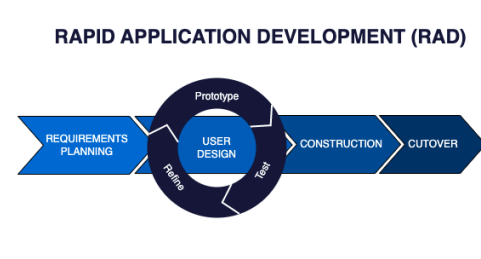 RAPID APPLICATION DEVELOPMENT (RAD)
Prototype
REQUIREMENTS
PLANNING
USER
DESIGN
CONSTRUCTION
CUTOVER
Refine
Test